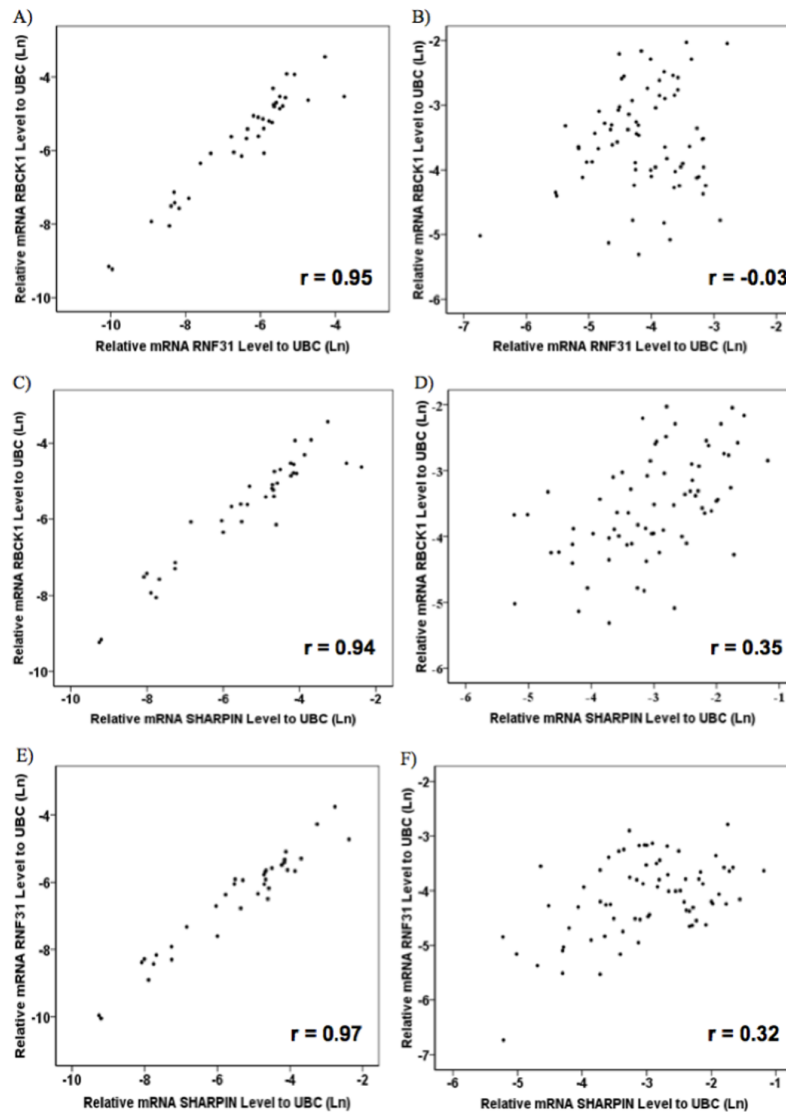 A)
Relative mRNA RBCK1 Level to UBC (Ln)
-4
-6
-8
-10
-10
-8
-6
-4
r = 0.95
Relative mRNA RNF31 Level to UBC (Ln)
B)
Relative mRNA RBCK1 Level to UBC (Ln)
-2
-3
-4
-5
-6
-7
-6
-5
-4
-3
-2
r = -0.03
Relative mRNA RNF31 Level to UBC (Ln)
C)
Relative mRNA RBCK1 Level to UBC (Ln)
-4
-6
-8
-10
-10
-8
-6
-4
-2
r = 0.94
Relative mRNA SHARPIN Level to UBC (Ln)
D)
Relative mRNA RBCK1 Level to UBC (Ln)
-2
-3
-4
-5
-6
-6
-5
-4
-3
-2
-1
r = 0.35
Relative mRNA SHARPIN Level to UBC (Ln)
E)
Relative mRNA RNF31 Level to UBC (Ln)
-4
-6
-8
-10
-10
-8
-6
-4
-2
r = 0.97
Relative mRNA SHARPIN Level to UBC (Ln)
F)
Relative mRNA RNF31 Level to UBC (Ln)
-2
-3
-4
-5
-6
-7
-6
-5
-4
-3
-2
-1
r = 0.32
Relative mRNA SHARPIN Level to UBC (Ln)